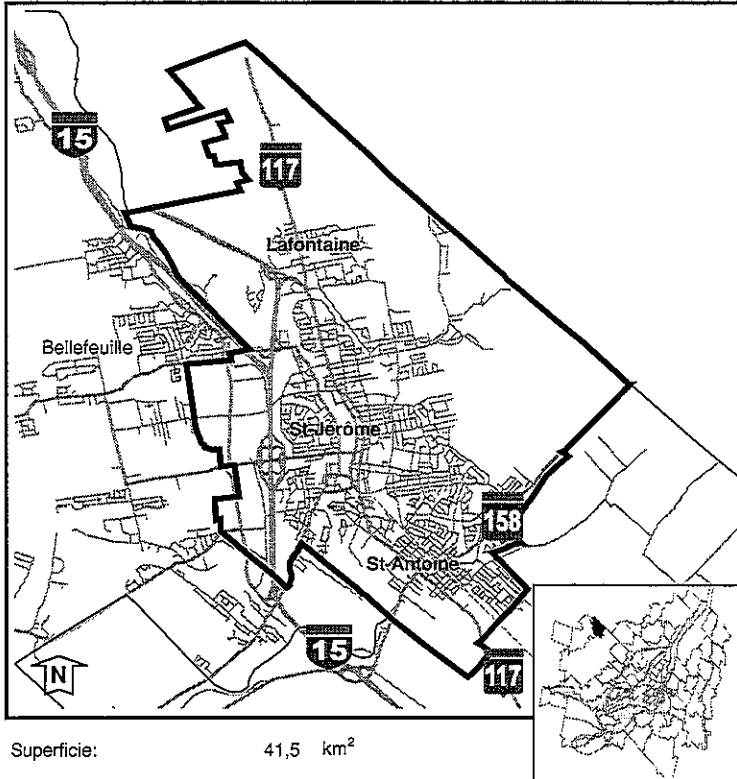 15
117
Lafontaine
Bellefeuille
St-Jérôme
158
St-Antoine
N
15
117
Superficie: 41,5 km²